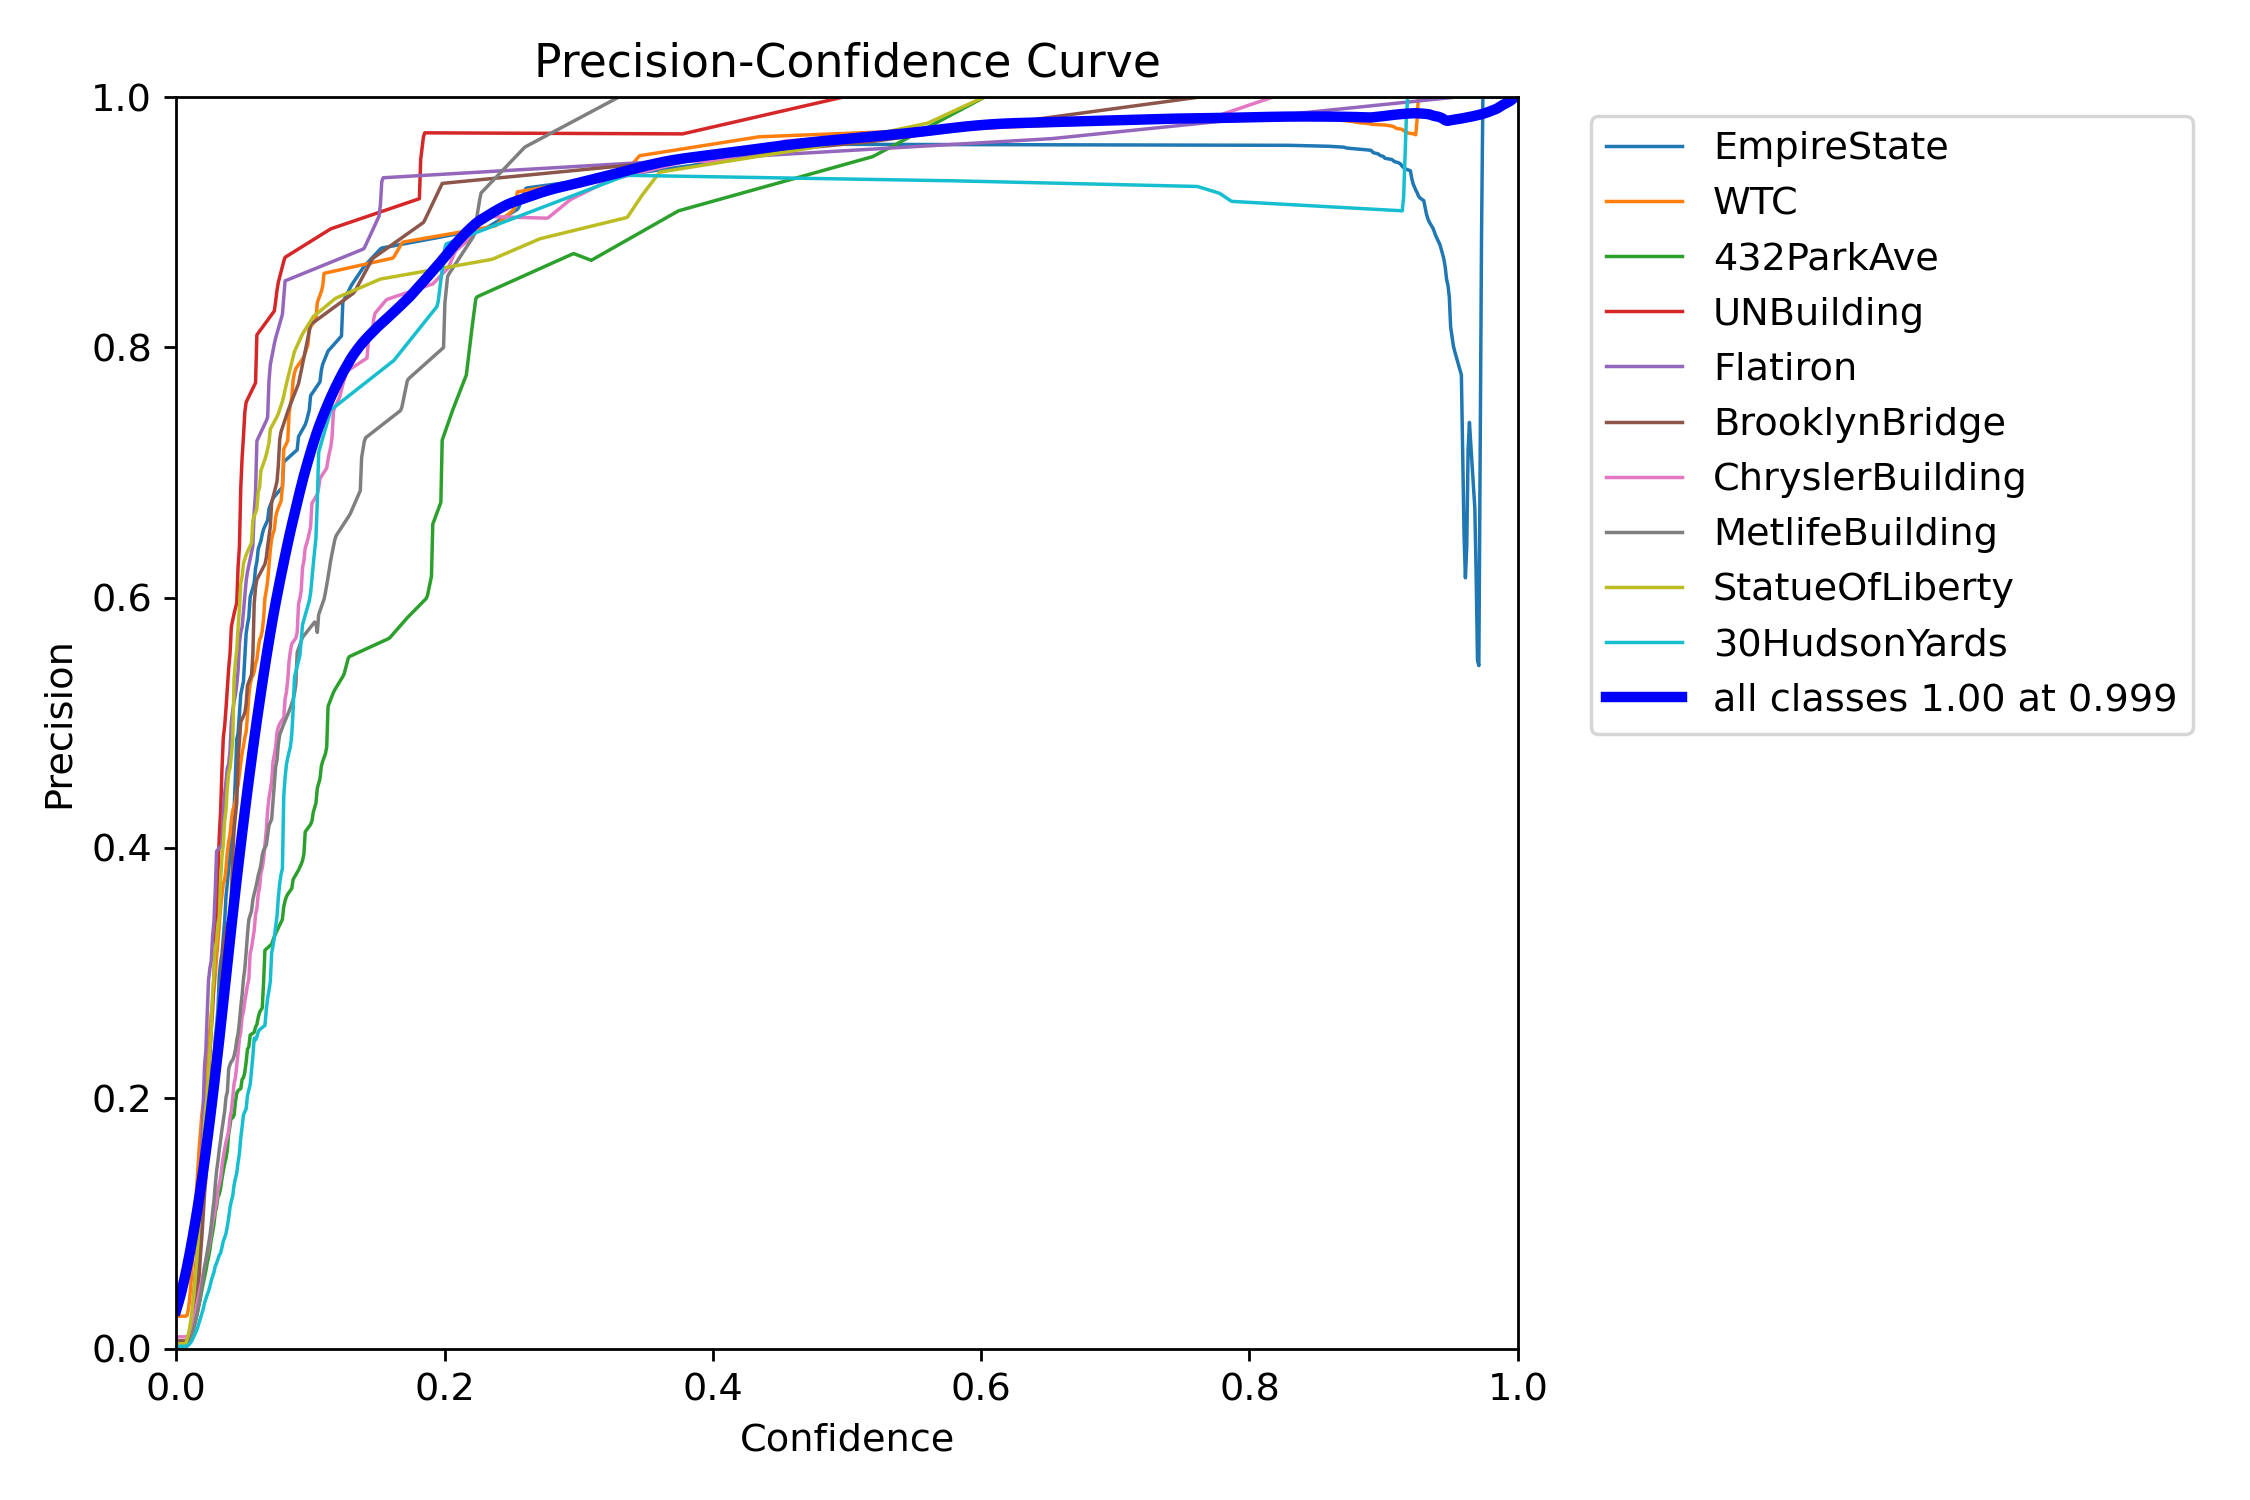 Precision-Confidence Curve
1.0
0.8
0.6
0.4
0.2
0.0
Precision
0.0 0.2 0.4 0.6 0.8 1.0
Confidence
EmpireState
WTC
432ParkAve
UNBuilding
Flatiron
BrooklynBridge
ChryslerBuilding
MetlifeBuilding
StatueOfLiberty
30HudsonYards
all classes 1.00 at 0.999